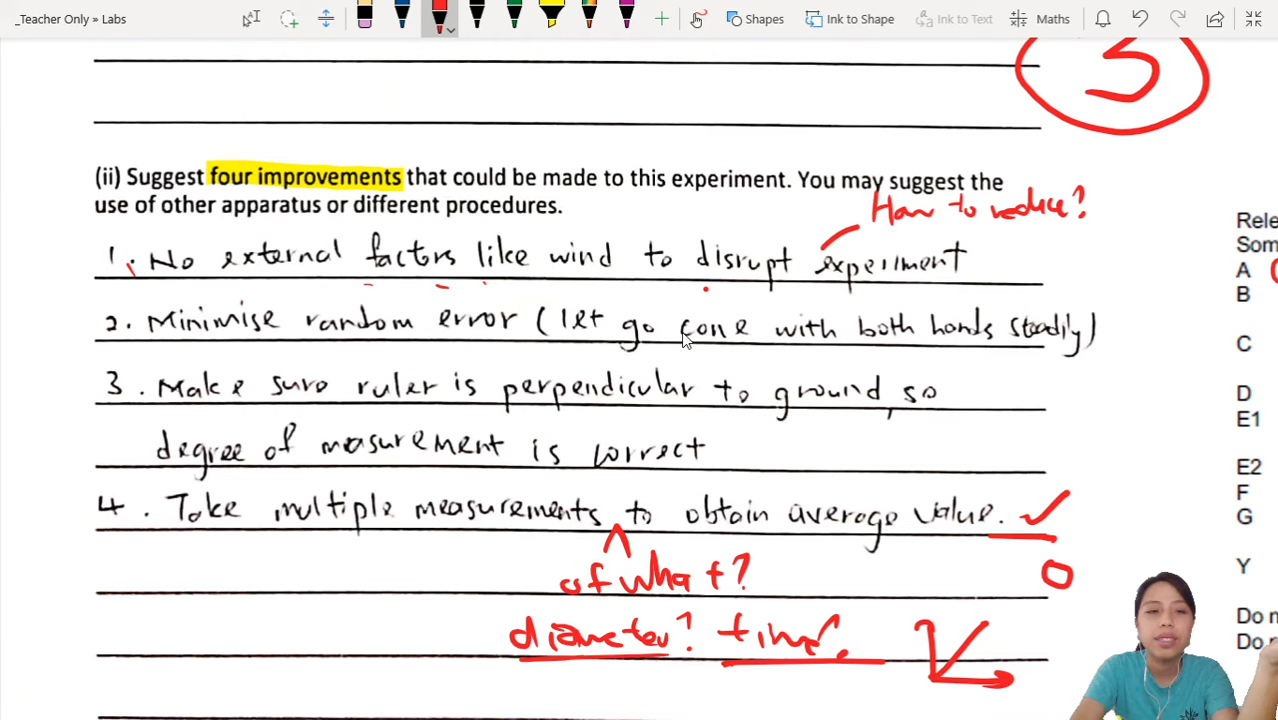 _Teacher Only » Labs
Shapes
Ink to Shape
Ink to Text
Maths
3
(ii) Suggest four improvements that could be made to this experiment. You may suggest the
use of other apparatus or different procedures.
How to reduce?
1. No external factors like wind to disrupt experiment
2. Minimise random error (let go cone with both hands steadily)
3. Make sure ruler is perpendicular to ground, so
degree of measurement is correct
4. Take multiple measurements to obtain average value.
of what?
0
diameter? time?
Rele
Som
A
B
C
D
E1
E2
F
G
Y
Do n
Do